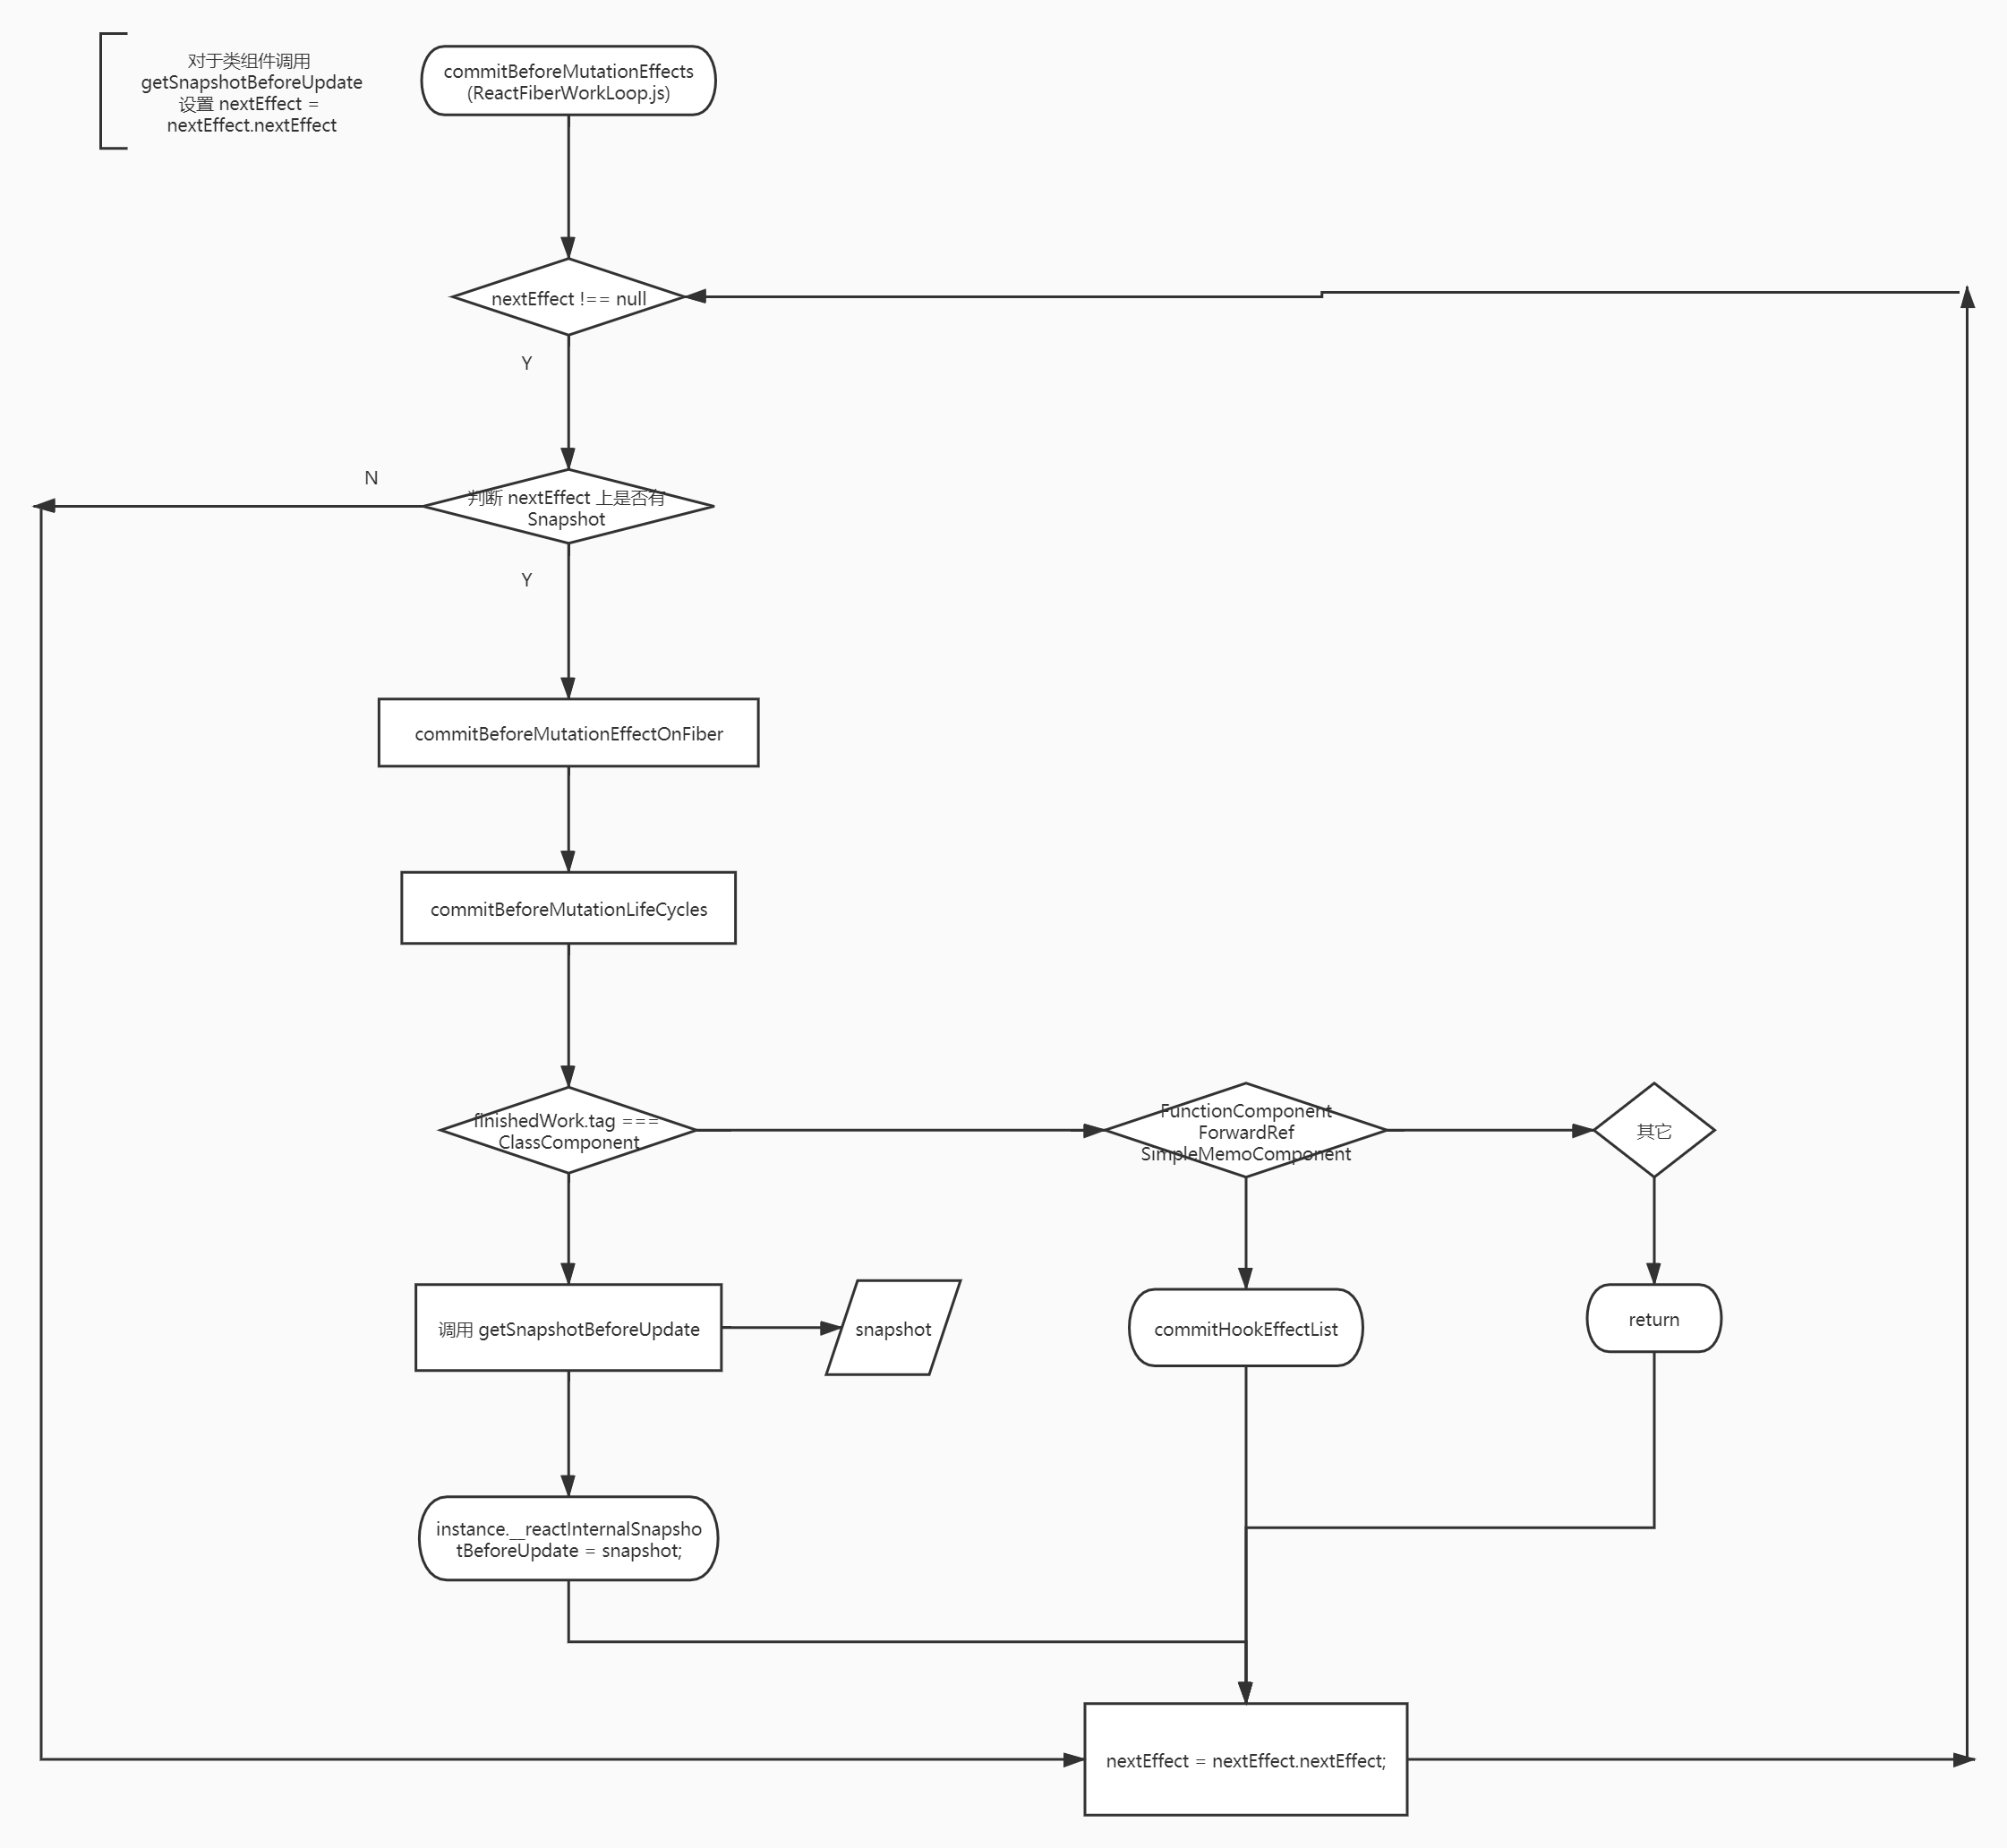 对于类组件调用
getSnapshotBeforeUpdate
设置 nextEffect =
nextEffect.nextEffect
commitBeforeMutationEffects
(ReactFiberWorkLoop.js)
nextEffect !== null
Y
N
判断 nextEffect 上是否有
Snapshot
Y
commitBeforeMutationEffectOnFiber
commitBeforeMutationLifeCycles
finishedWork.tag ===
ClassComponent
FunctionComponent
ForwardRef
SimpleMemoComponent
其它
调用 getSnapshotBeforeUpdate
snapshot
commitHookEffectList
return
instance.__reactInternalSnapsho
tBeforeUpdate = snapshot;
nextEffect = nextEffect.nextEffect;